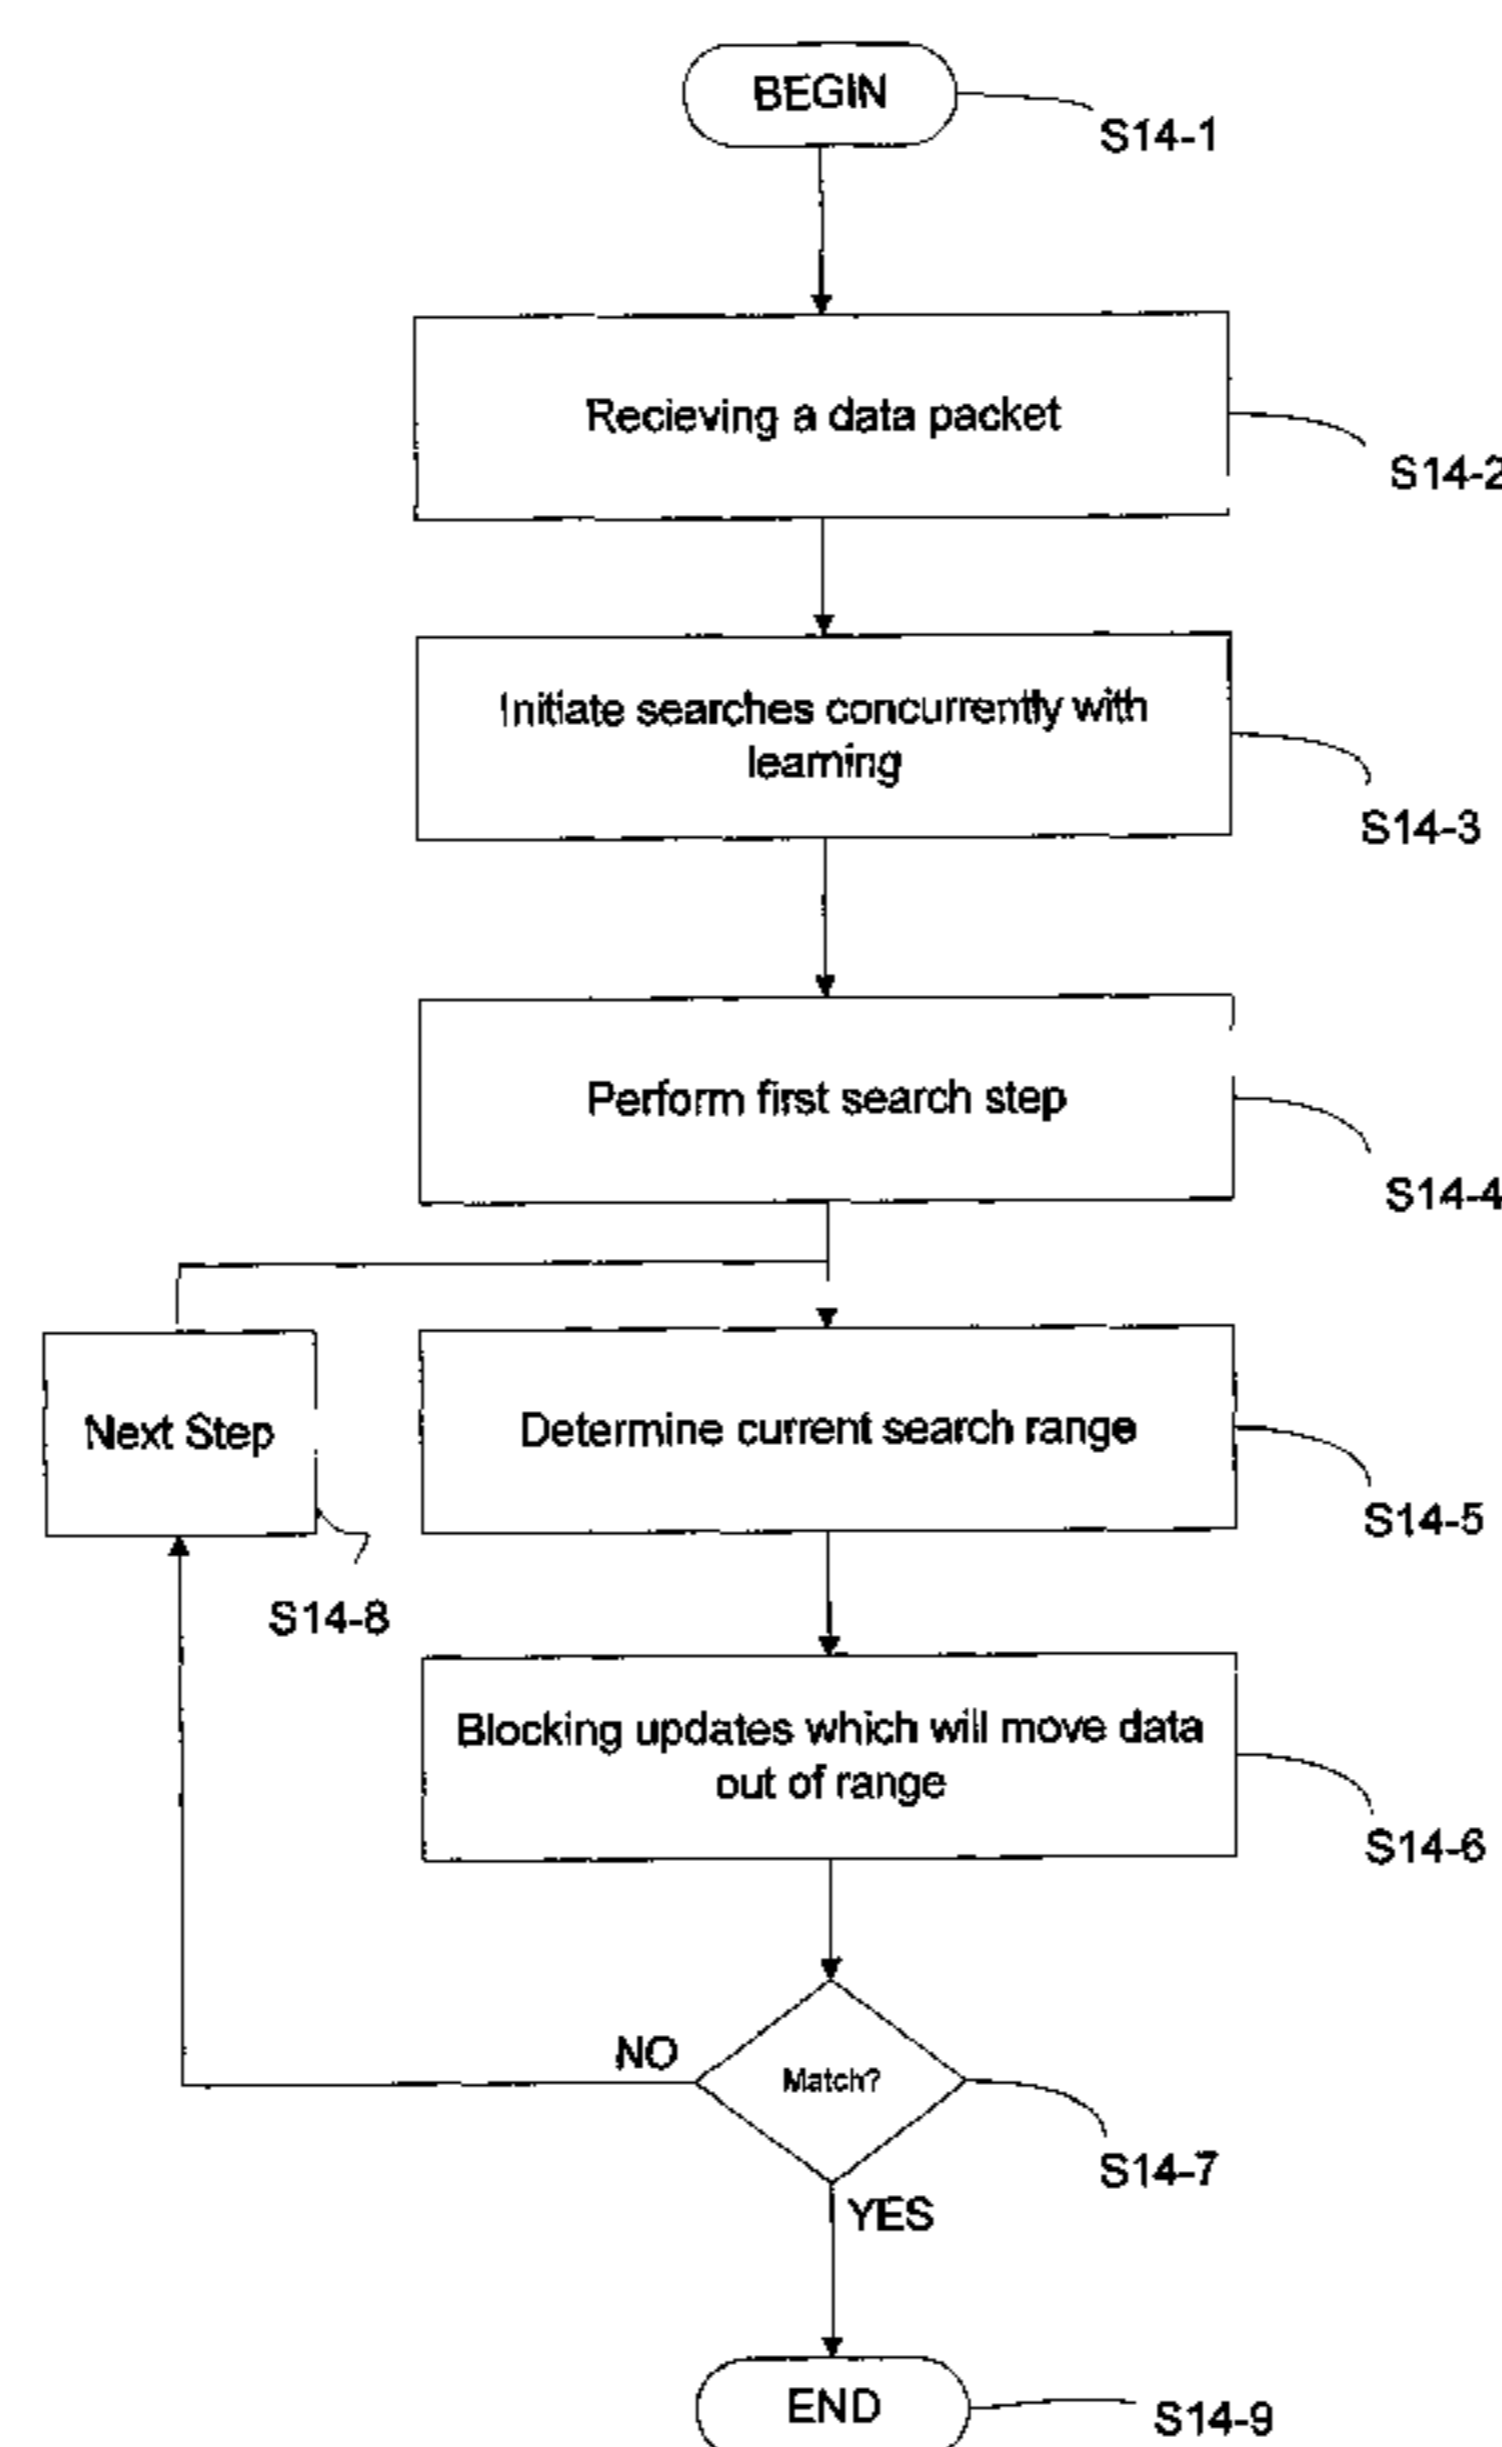 BEGIN
S14-1
Recieving a data packet
S14-2
Initiate searches concurrently with
learning
S14-3
Perform first search step
S14-4
Next Step
Determine current search range
S14-5
S14-8
Blocking updates which will move data
out of range
S14-6
NO
Match?
S14-7
YES
END
S14-9